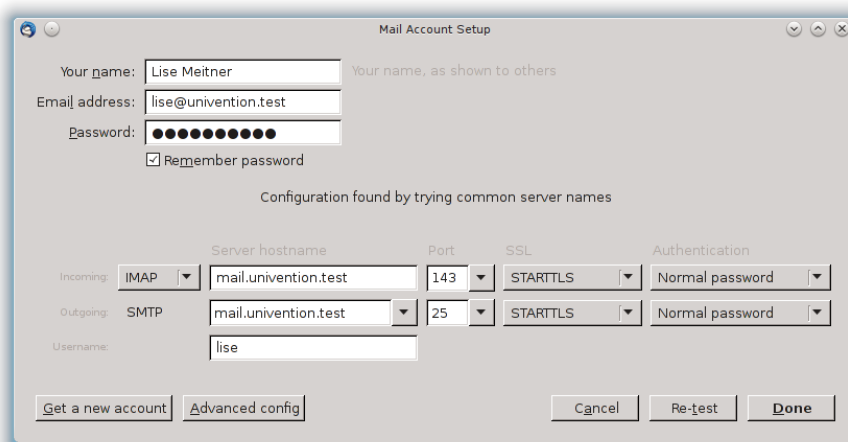 Mail Account Setup
Your name: Lise Meitner Your name, as shown to others
Email address: lise@univention.test
Password: ●●●●●●●●●●
Remember password
Configuration found by trying common server names
Server hostname Port SSL Authentication
Incoming: IMAP mail.univention.test 143 STARTTLS Normal password
Outgoing: SMTP mail.univention.test 25 STARTTLS Normal password
Username: lise
Get a new account Advanced config Cancel Re-test Done